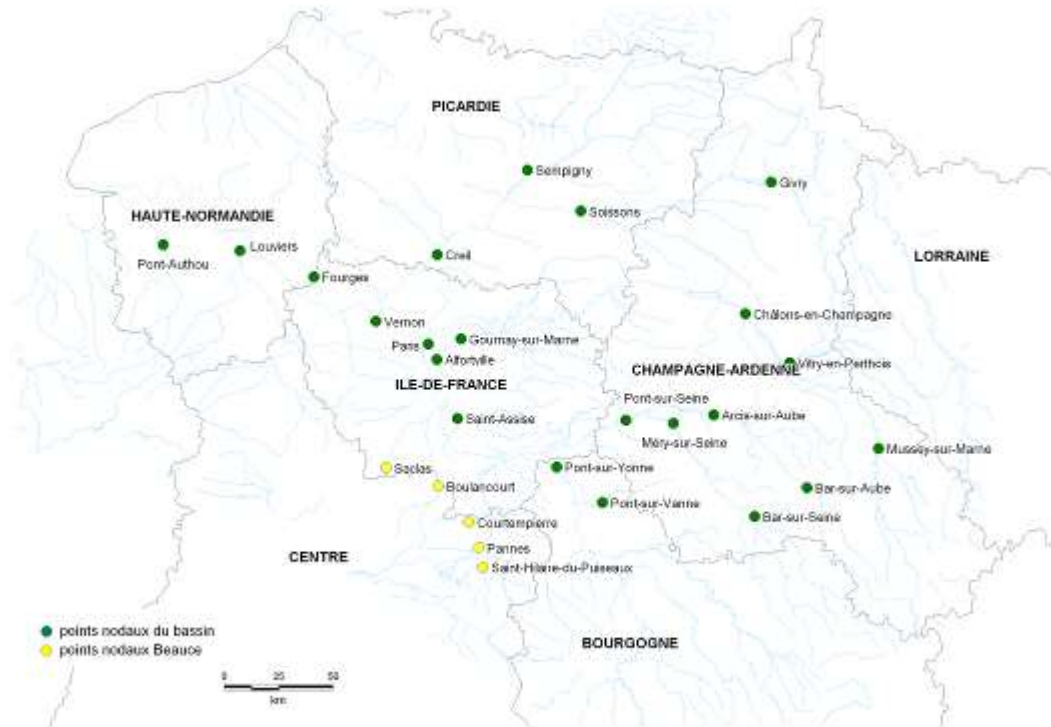 PICARDIE
Sempigny
Givry
Soissons
HAUTE-NORMANDIE
Louviers
Pont-Authou
Creil
LORRAINE
Fourges
Châlons-en-Champagne
Vernon
Gournay-sur-Marne
Paris
Alfortville
Vitry-en-Perthois
CHAMPAGNE-ARDENNE
ILE-DE-FRANCE
Pont-sur-Seine
Arcis-sur-Aube
Saint-Assise
Méry-sur-Seine
Mussey-sur-Marne
Saclas
Pont-sur-Yonne
Boulancourt
Bar-sur-Aube
Pont-sur-Vanne
Bar-sur-Seine
Courtempierre
CENTRE
Pannes
Saint-Hilaire-du-Puiseaux
points nodaux du bassin
points nodaux Beauce
BOURGOGNE
0 25 50
km